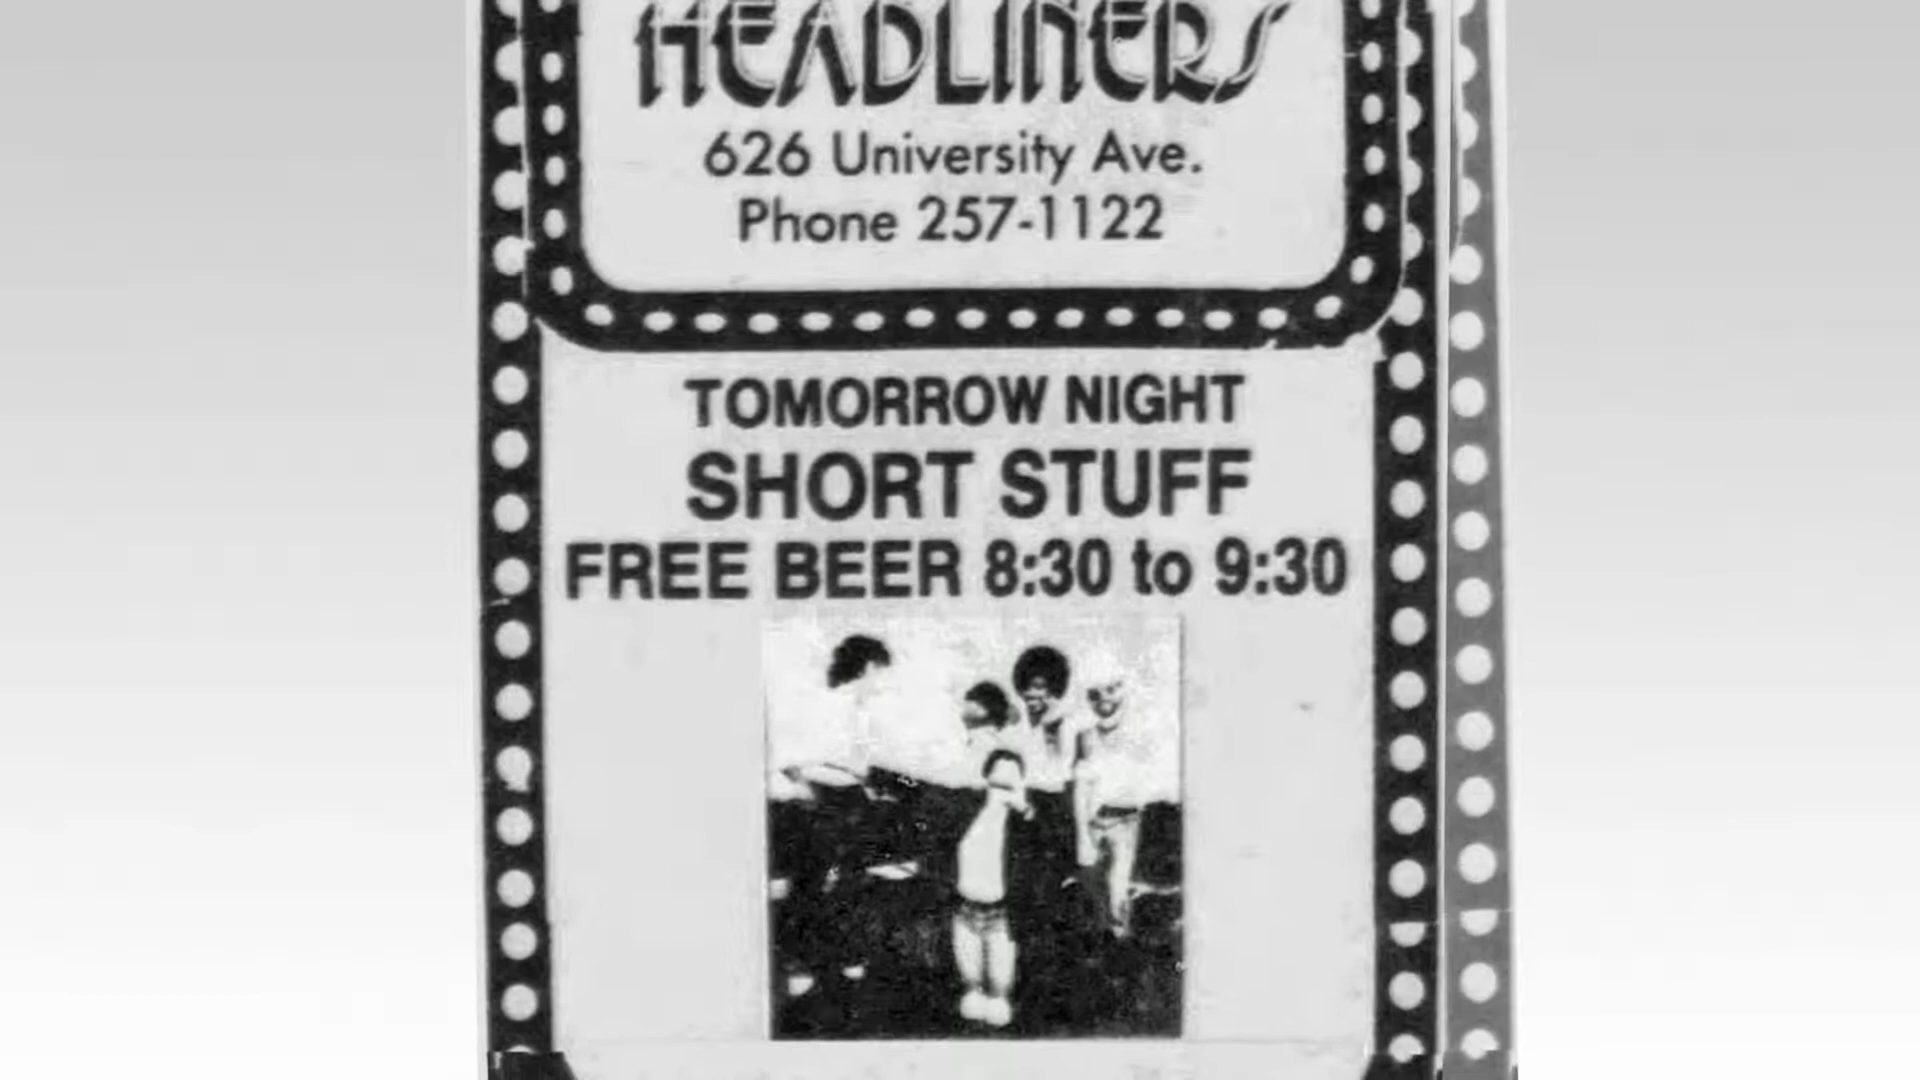 HEADLINERS
626 University Ave.
Phone 257-1122
TOMORROW NIGHT
SHORT STUFF
FREE BEER 8:30 to 9:30